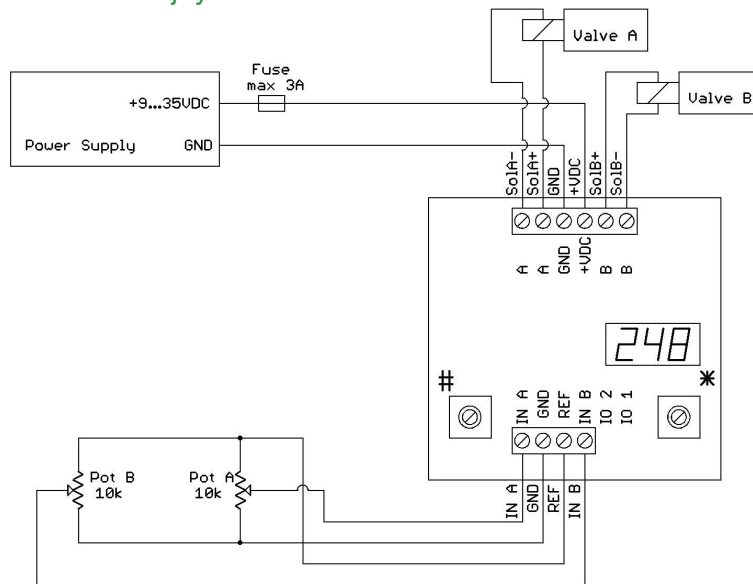 Valve A
Valve B
Fuse
max 3A
+9...35VDC
Power Supply
GND
SolA-
SolA+
GND
+VDC
SolB+
SolB-
A
A
GND
+VDC
B
B
248
#
*
IN A
GND
REF
IN B
IO 2
IO 1
Pot B
10k
Pot A
10k
IN A
GND
REF
IN B